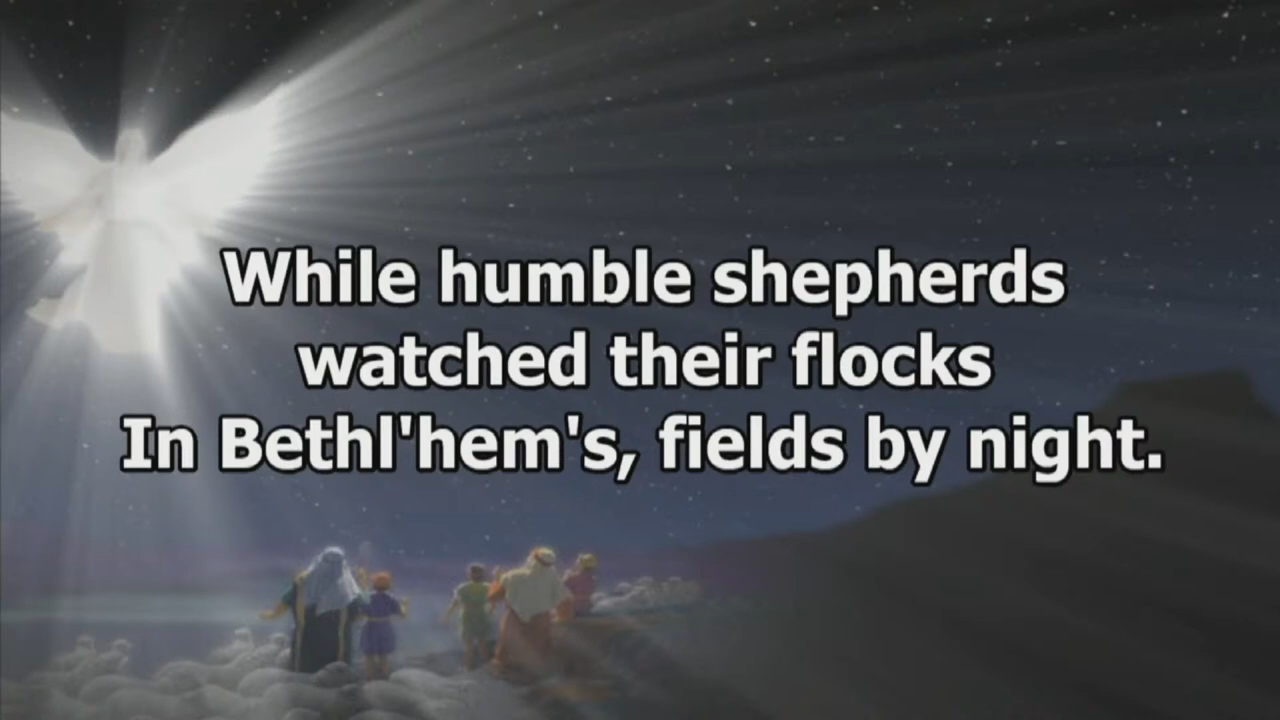 While humble shepherds
watched their flocks
In Bethl'hem's, fields by night.